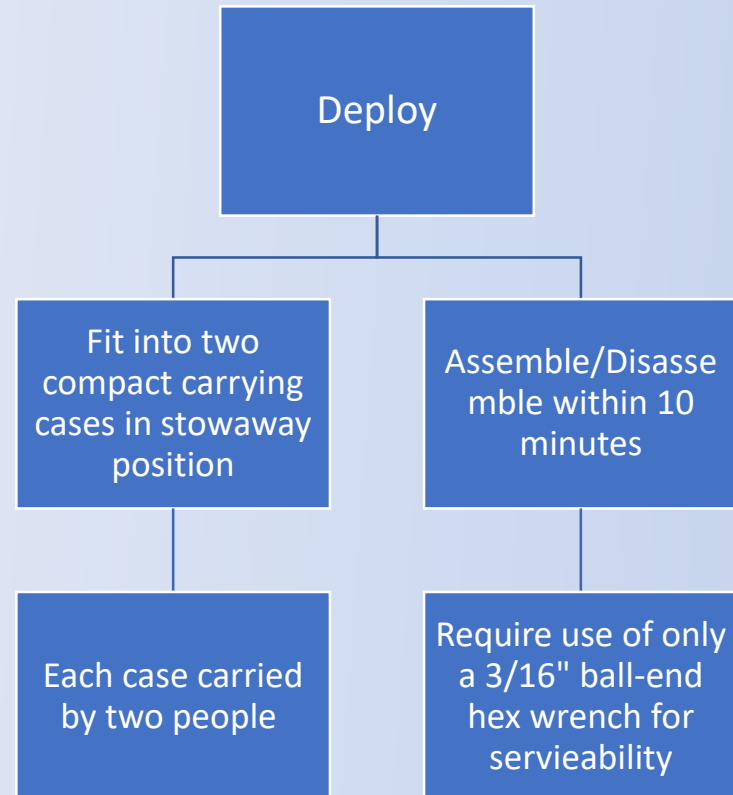 Deploy
Fit into two
compact carrying
cases in stowaway
position
Assemble/Disasse
mble within 10
minutes
Each case carried
by two people
Require use of only
a 3/16" ball-end
hex wrench for
servieability